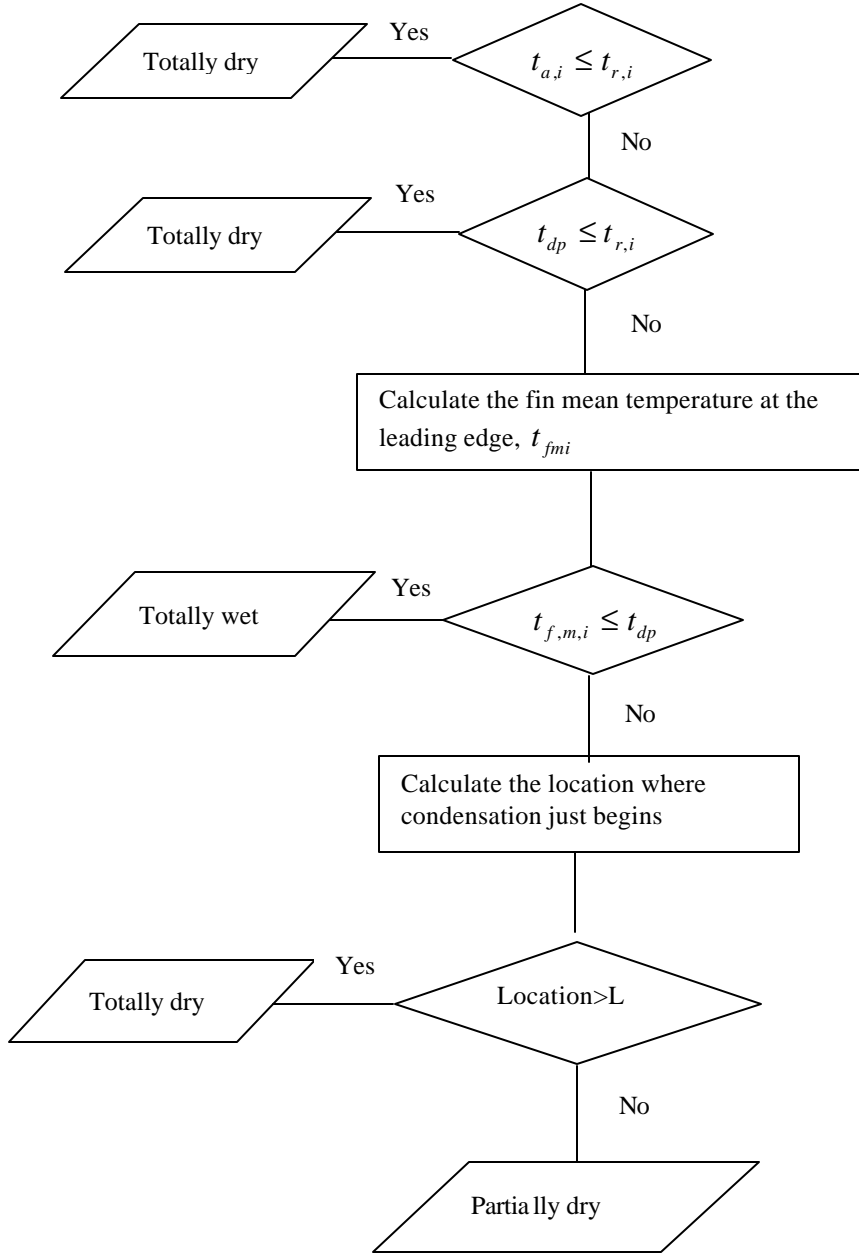 Yes
Totally dry
t_{a,i} ≤ t_{r,i}
No
Yes
Totally dry
t_{dp} ≤ t_{r,i}
No
Calculate the fin mean temperature at the
leading edge, t_{fmi}
Yes
Totally wet
t_{f,m,i} ≤ t_{dp}
No
Calculate the location where
condensation just begins
Yes
Totally dry
Location>L
No
Partia lly dry